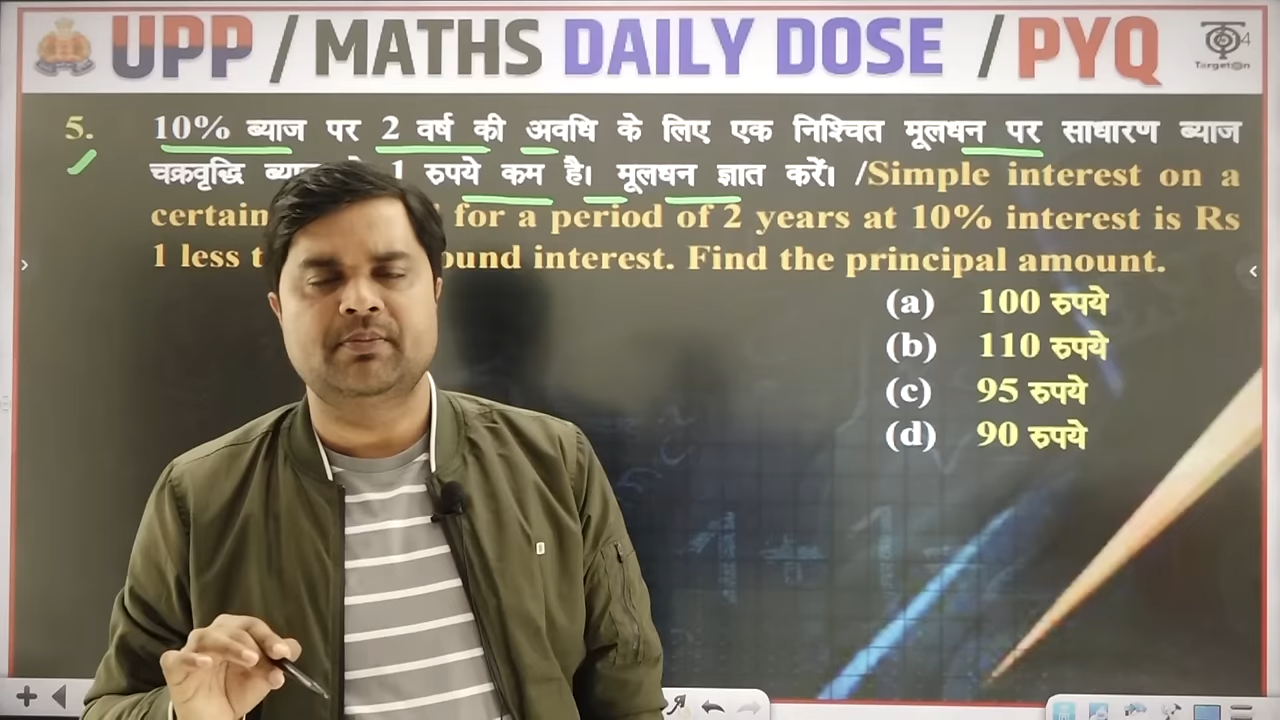 UPP / MATHS DAILY DOSE / PYQ
Target@n
5. 10% ब्याज पर 2 वर्ष की अवधि के लिए एक निश्चित मूलधन पर साधारण ब्याज
चक्रवृद्धि 1 रुपये कम है। मूलधन ज्ञात करें। /Simple interest on a
certain for a period of 2 years at 10% interest is Rs
1 less interest. Find the principal amount.
(a) 100 रुपये
(b) 110 रुपये
(c) 95 रुपये
(d) 90 रुपये